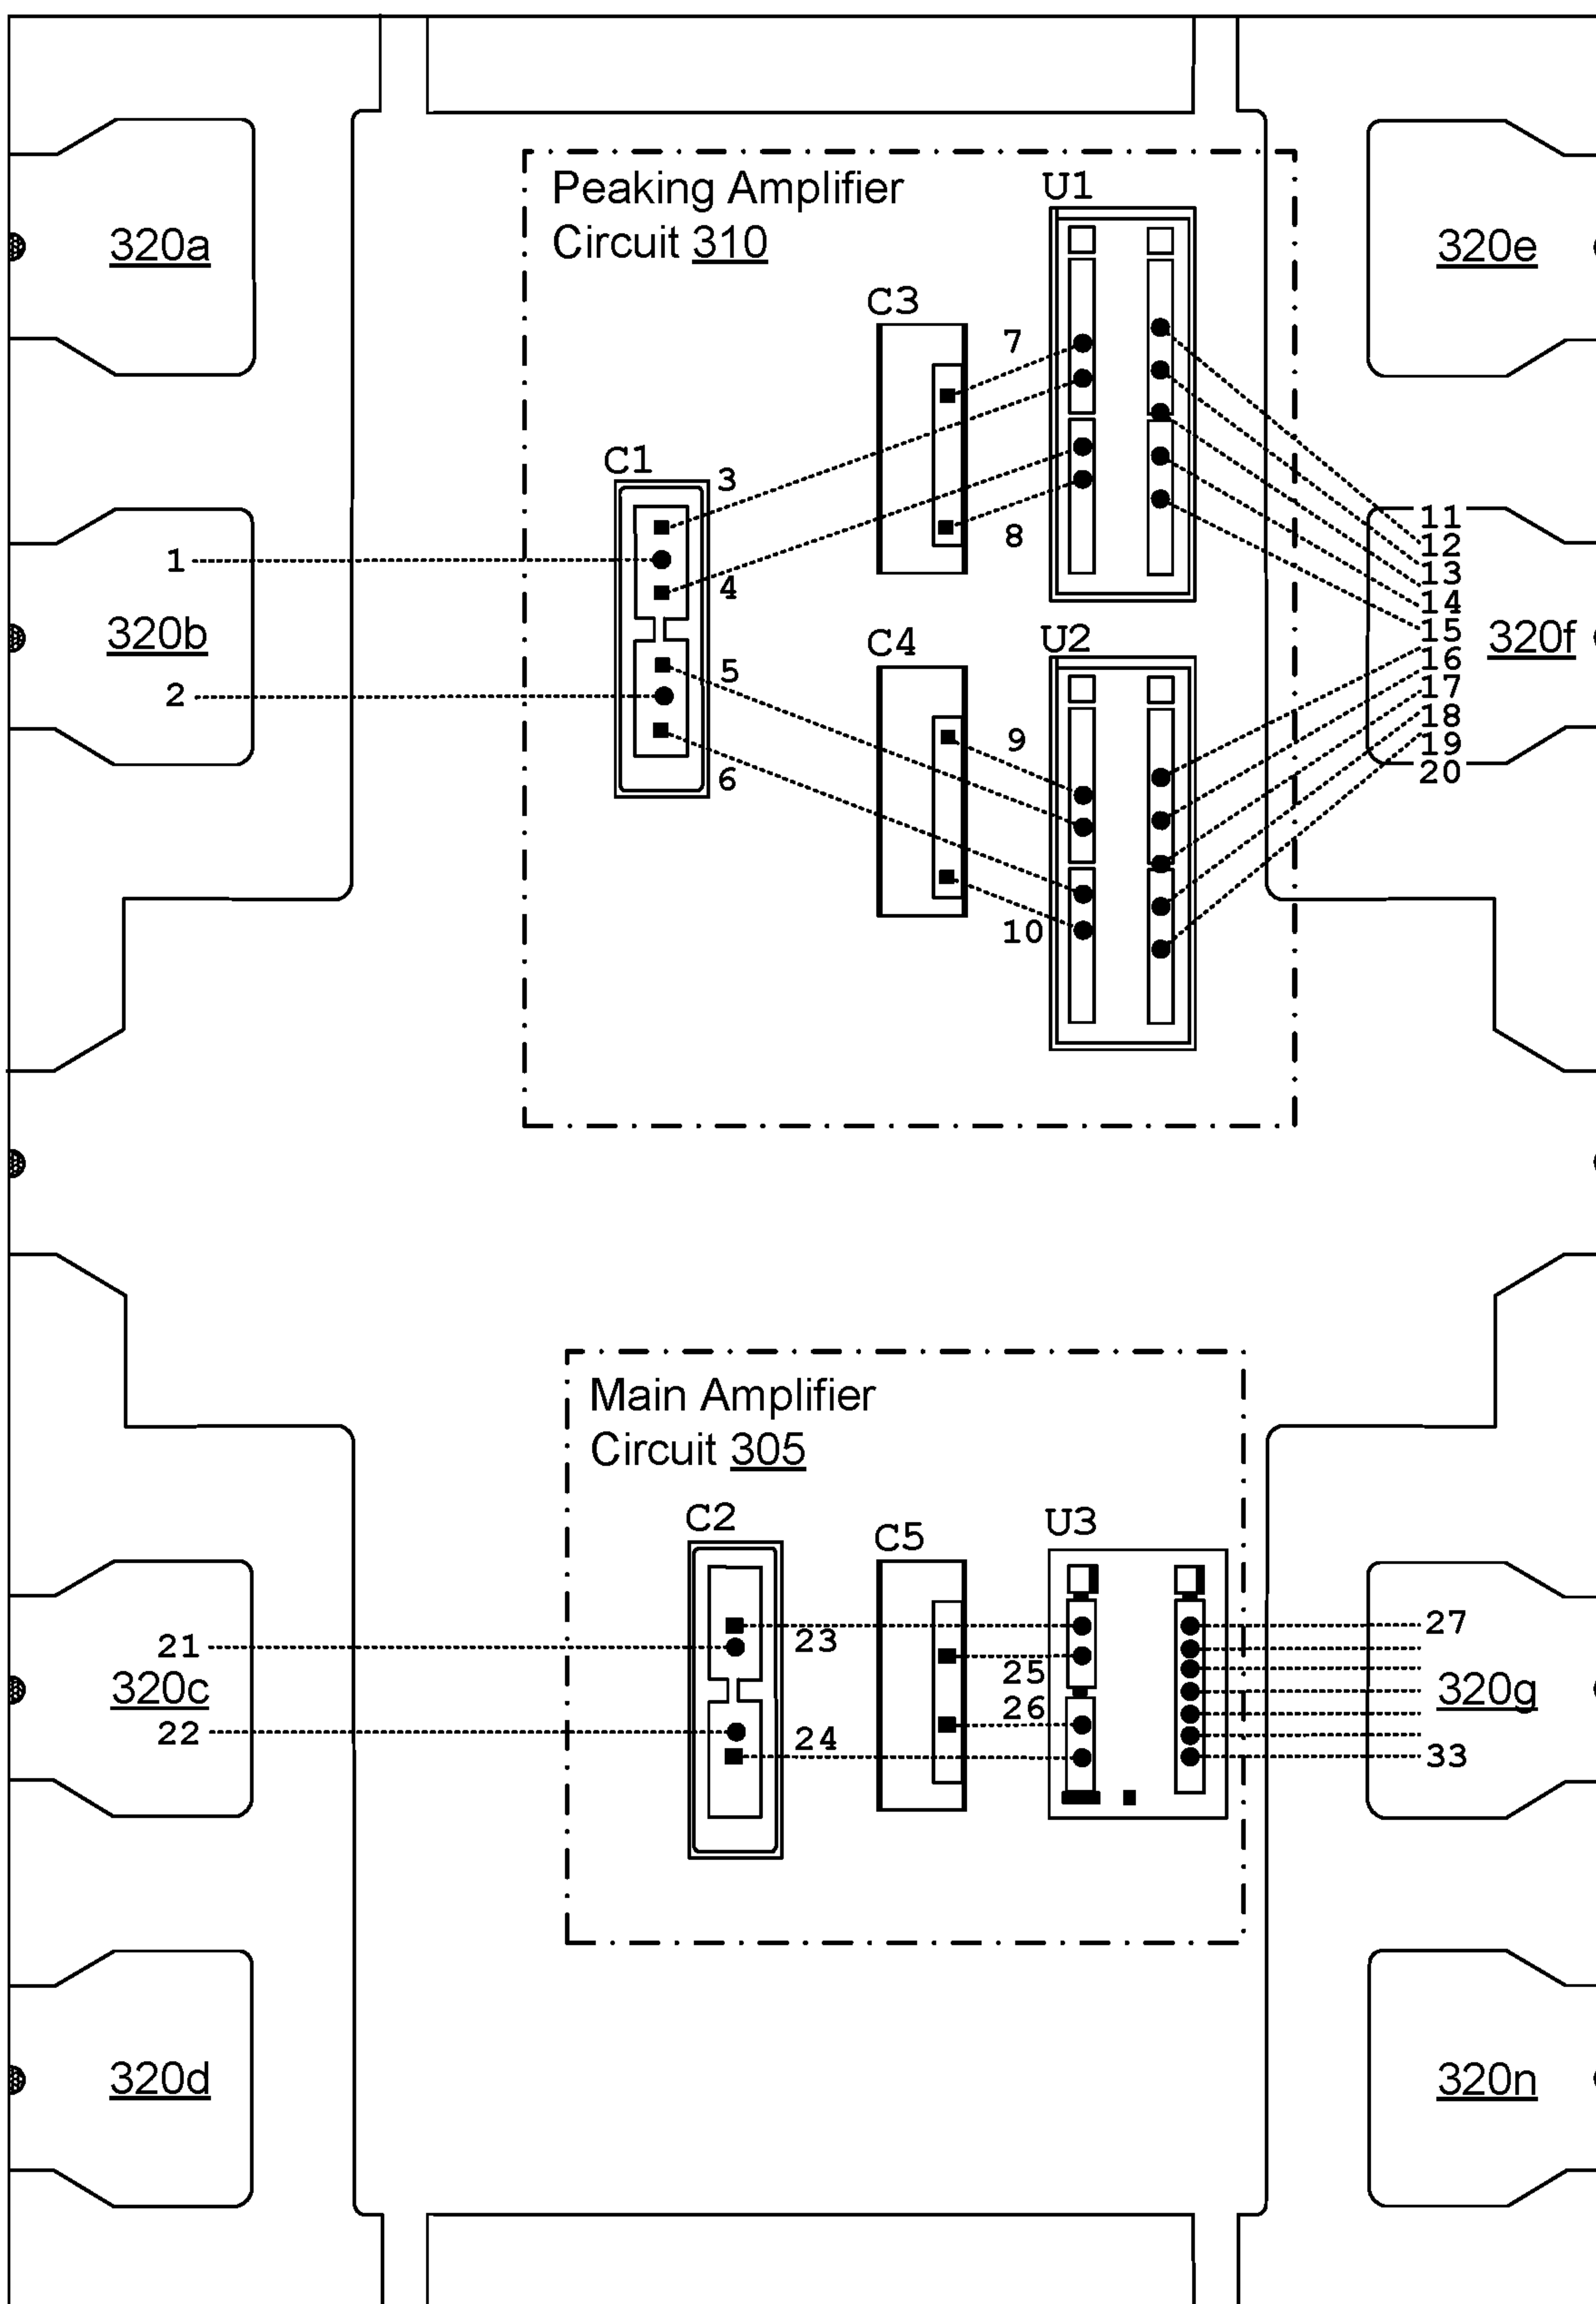 Peaking Amplifier
Circuit 310
U1
320a
320e
C3
7
C1
3
8
11
12
13
14
15
16
17
18
19
20
1
4
320b
320f
C4
U2
5
2
9
6
10
Main Amplifier
Circuit 305
C2
C5
U3
21
23
27
25
320c
320g
26
22
24
33
320d
320n